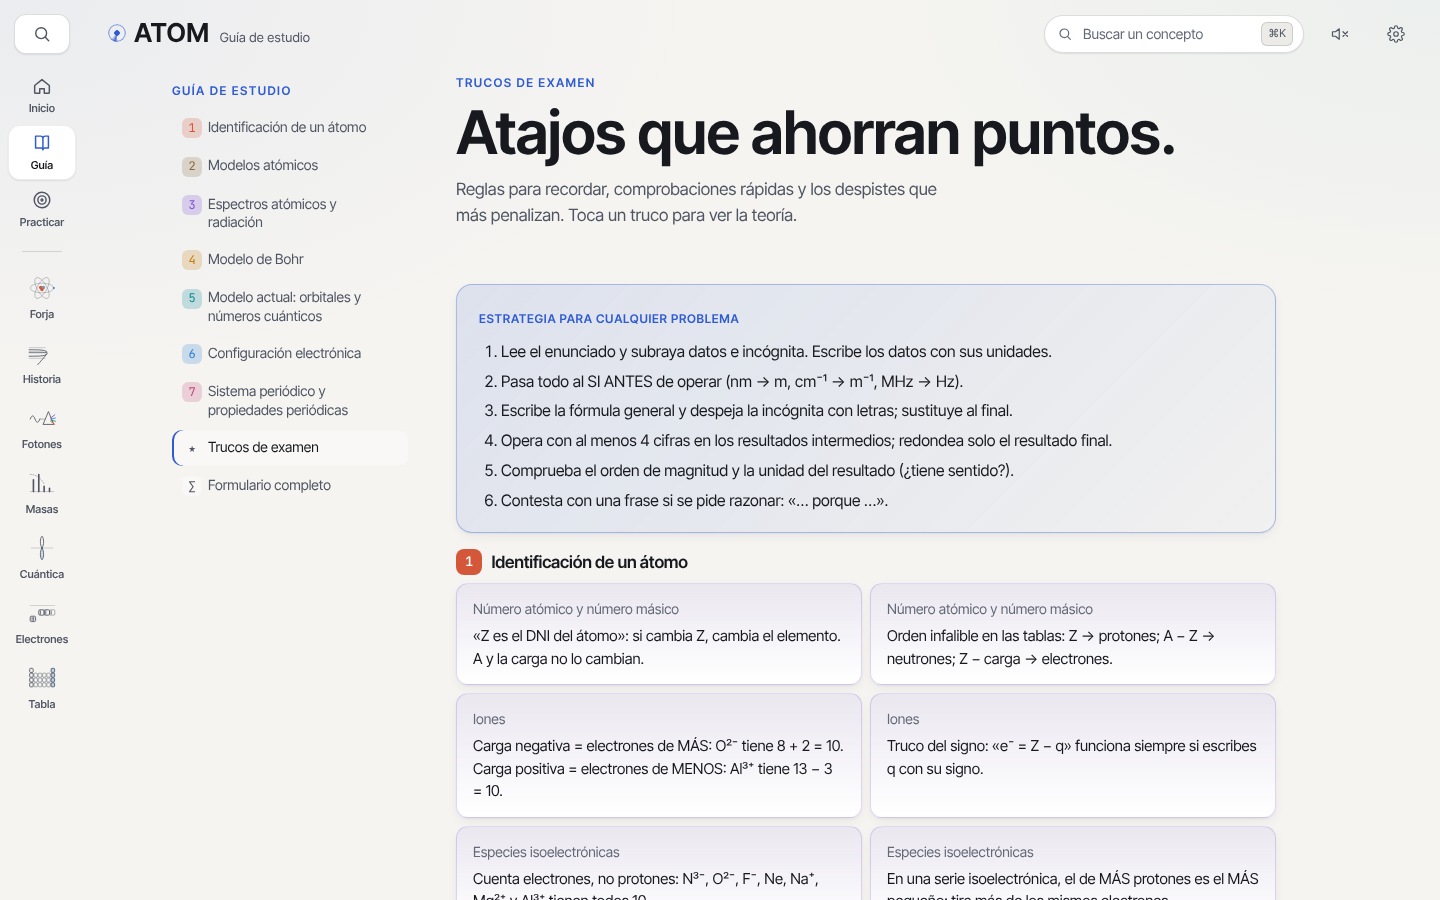 ATOM
Guía de estudio
Buscar un concepto
⌘K
Inicio
Guía
Practicar
Forja
Historia
Fotones
Masas
Cuántica
Electrones
Tabla
GUÍA DE ESTUDIO
1 Identificación de un átomo
2 Modelos atómicos
3 Espectros atómicos y
radiación
4 Modelo de Bohr
5 Modelo actual: orbitales y
números cuánticos
6 Configuración electrónica
7 Sistema periódico y
propiedades periódicas
⋆ Trucos de examen
∑ Formulario completo
TRUCOS DE EXAMEN
Atajos que ahorran puntos.
Reglas para recordar, comprobaciones rápidas y los despistes que
más penalizan. Toca un truco para ver la teoría.
ESTRATEGIA PARA CUALQUIER PROBLEMA
1. Lee el enunciado y subraya datos e incógnita. Escribe los datos con sus unidades.
2. Pasa todo al SI ANTES de operar (nm → m, cm⁻¹ → m⁻¹, MHz → Hz).
3. Escribe la fórmula general y despeja la incógnita con letras; sustituye al final.
4. Opera con al menos 4 cifras en los resultados intermedios; redondea solo el resultado final.
5. Comprueba el orden de magnitud y la unidad del resultado (¿tiene sentido?).
6. Contesta con una frase si se pide razonar: «… porque …».
1 Identificación de un átomo
Número atómico y número másico
«Z es el DNI del átomo»: si cambia Z, cambia el elemento.
A y la carga no lo cambian.
Número atómico y número másico
Orden infalible en las tablas: Z → protones; A − Z →
neutrones; Z − carga → electrones.
Iones
Carga negativa = electrones de MÁS: O²⁻ tiene 8 + 2 = 10.
Carga positiva = electrones de MENOS: Al³⁺ tiene 13 − 3
= 10.
Iones
Truco del signo: «e⁻ = Z − q» funciona siempre si escribes
q con su signo.
Especies isoelectrónicas
Cuenta electrones, no protones: N³⁻, O²⁻, F⁻, Ne, Na⁺,
Mg²⁺ y Al³⁺ tienen todos 10.
Especies isoelectrónicas
En una serie isoelectrónica, el de MÁS protones es el MÁS
pequeño: tira más de los mismos electrones.